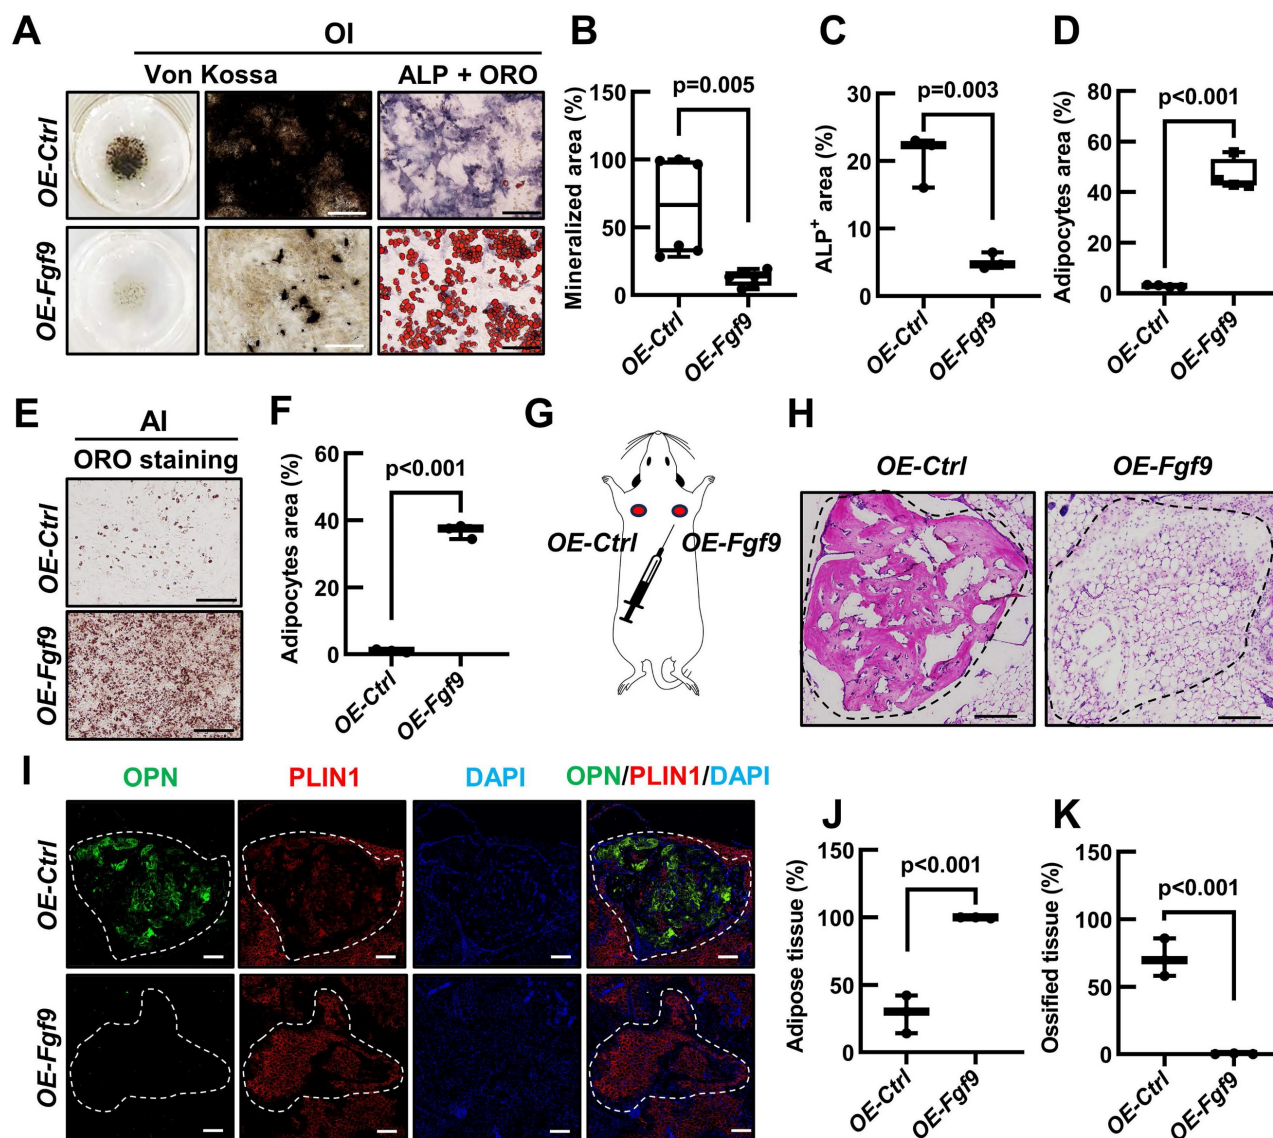 A
OI
Von Kossa
ALP + ORO
OE-Ctrl
OE-Fgf9
B
Mineralized area (%)
150
100
50
0
p=0.005
OE-Ctrl
OE-Fgf9
C
ALP+ area (%)
30
20
10
0
p=0.003
OE-Ctrl
OE-Fgf9
D
Adipocytes area (%)
80
60
40
20
0
p<0.001
OE-Ctrl
OE-Fgf9
E
AI
ORO staining
OE-Ctrl
OE-Fgf9
F
Adipocytes area (%)
60
40
20
0
p<0.001
OE-Ctrl
OE-Fgf9
G
OE-Ctrl
OE-Fgf9
H
OE-Ctrl
OE-Fgf9
I
OPN
PLIN1
DAPI
OPN/PLIN1/DAPI
OE-Ctrl
OE-Fgf9
J
Adipose tissue (%)
150
100
50
0
p<0.001
OE-Ctrl
OE-Fgf9
K
Ossified tissue (%)
150
100
50
0
p<0.001
OE-Ctrl
OE-Fgf9